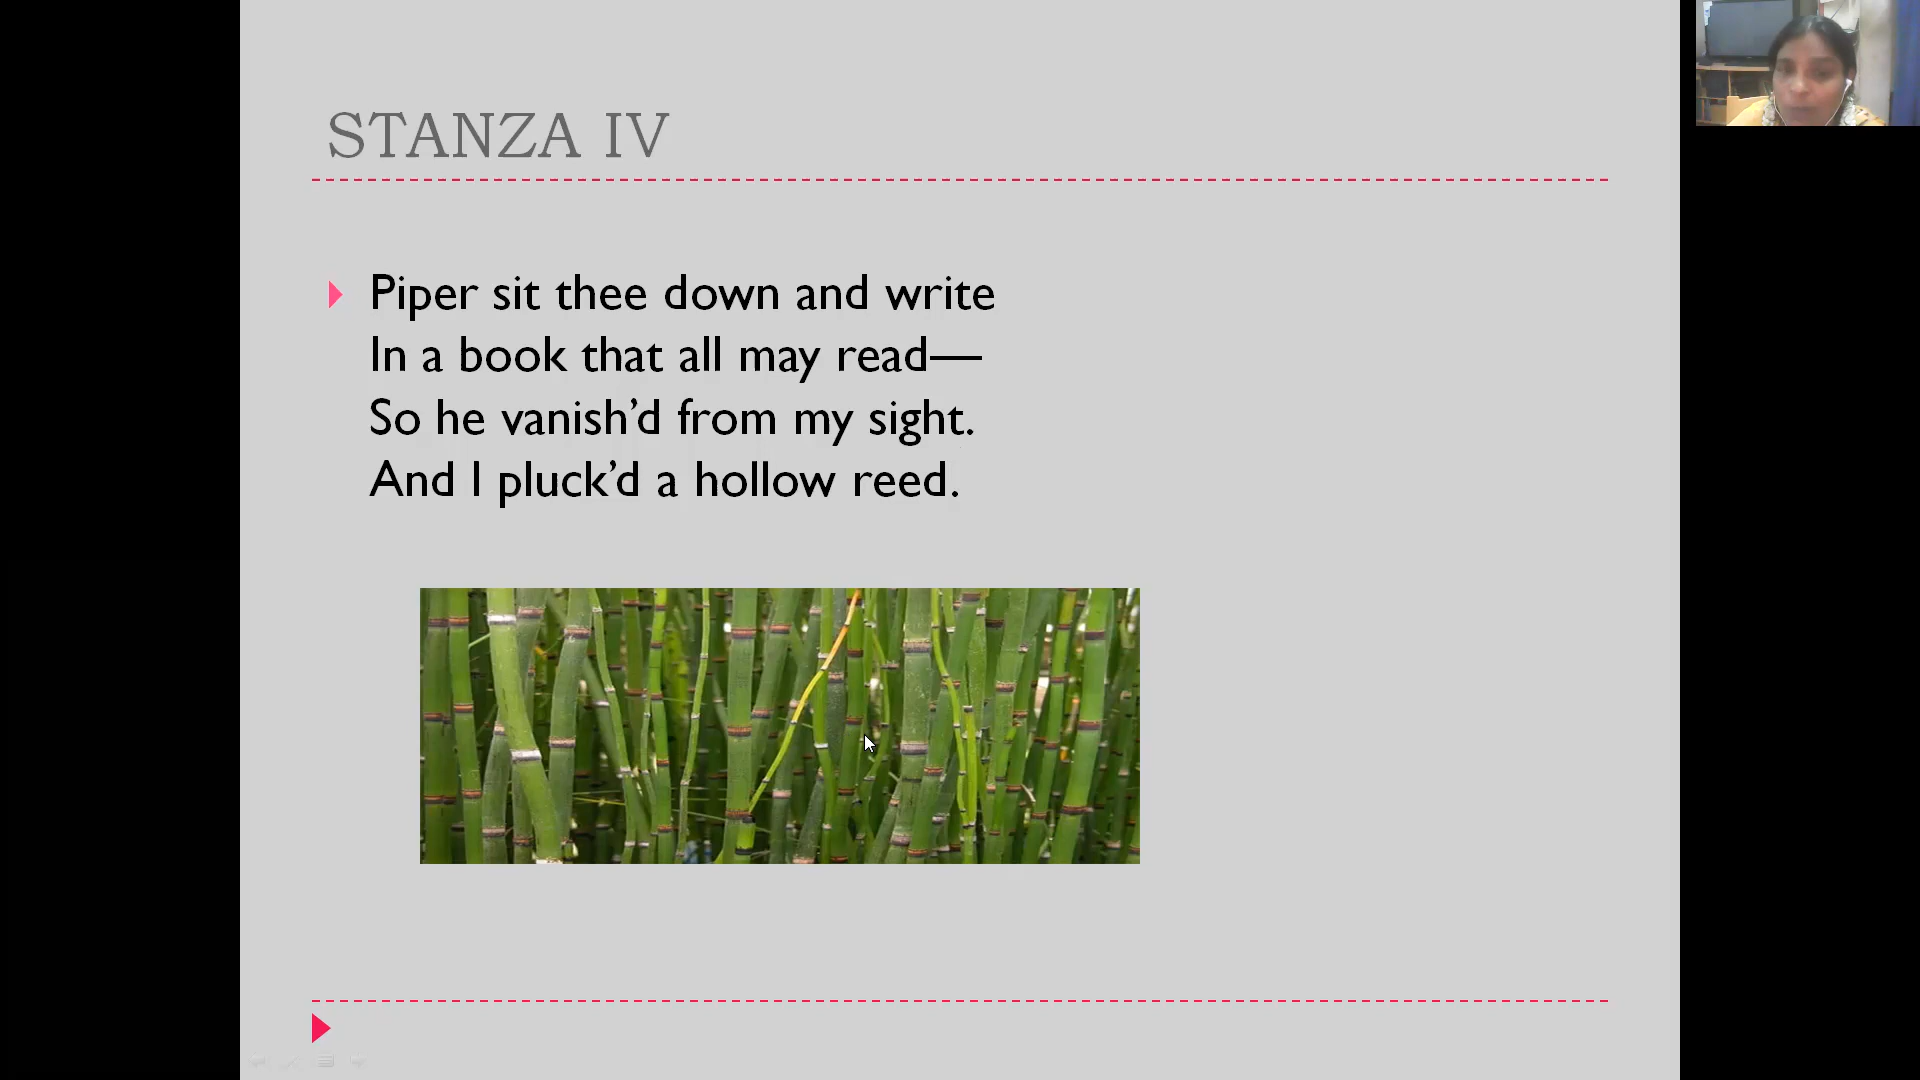 STANZA IV
Piper sit thee down and write
In a book that all may read—
So he vanish’d from my sight.
And I pluck’d a hollow reed.